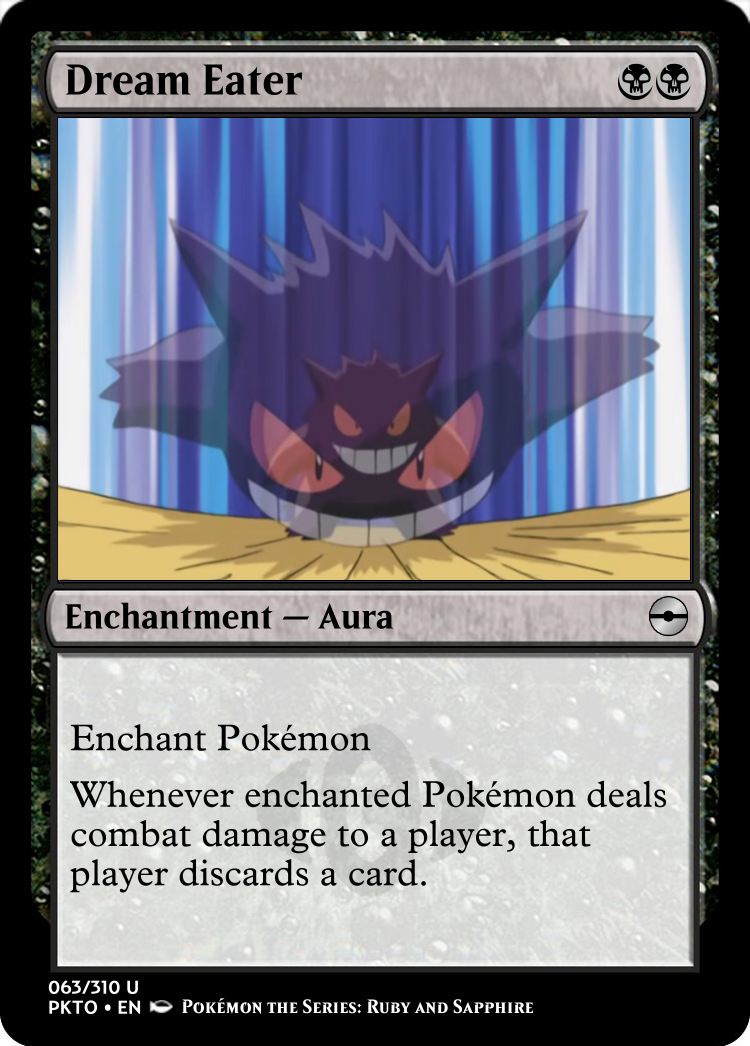 Dream Eater
Enchantment — Aura
Enchant Pokémon
Whenever enchanted Pokémon deals
combat damage to a player, that
player discards a card.
063/310 U
PKTO • EN Pokémon the Series: Ruby and Sapphire